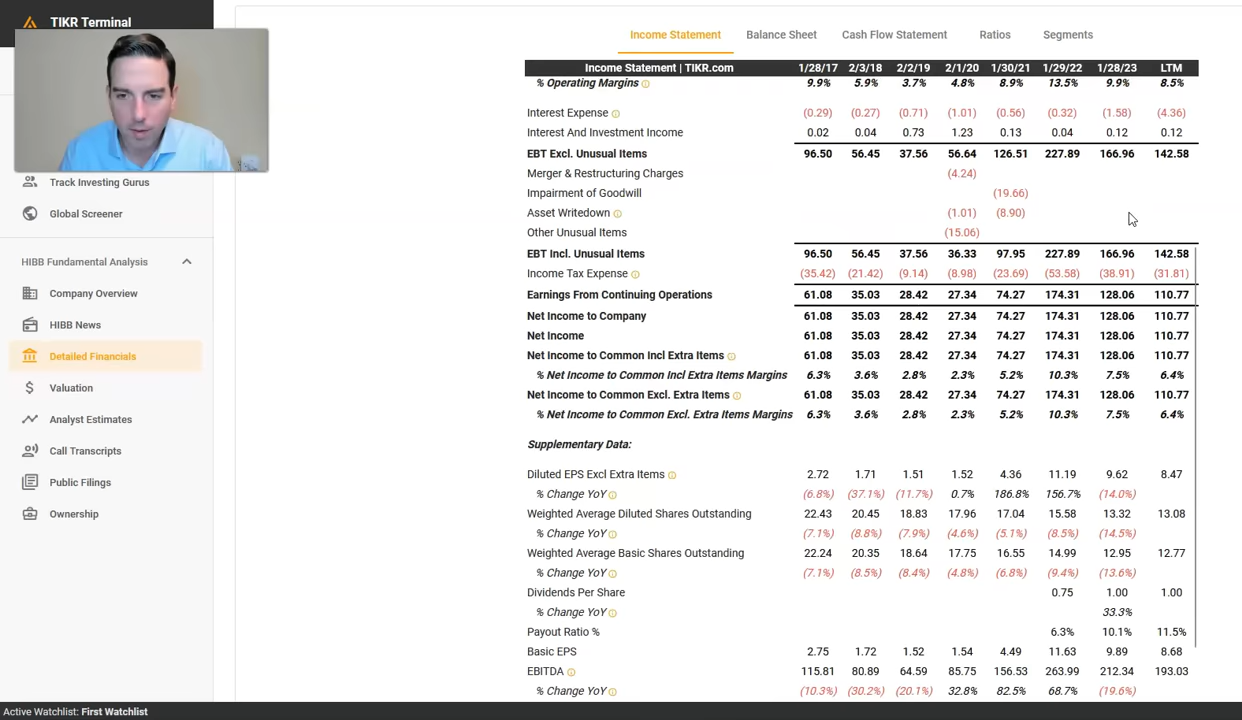 TIKR Terminal
Track Investing Gurus
Global Screener
HIBB Fundamental Analysis
Company Overview
HIBB News
Detailed Financials
Valuation
Analyst Estimates
Call Transcripts
Public Filings
Ownership
Income Statement Balance Sheet Cash Flow Statement Ratios Segments
Income Statement | TIKR.com 1/28/17 2/3/18 2/2/19 2/1/20 1/30/21 1/29/22 1/28/23 LTM
% Operating Margins 9.9% 5.9% 3.7% 4.8% 8.9% 13.5% 9.9% 8.5%
Interest Expense (0.29) (0.27) (0.71) (1.01) (0.56) (0.32) (1.58) (4.36)
Interest And Investment Income 0.02 0.04 0.73 1.23 0.13 0.04 0.12 0.12
EBT Excl. Unusual Items 96.50 56.45 37.56 56.64 126.51 227.89 166.96 142.58
Merger & Restructuring Charges (4.24)
Impairment of Goodwill (19.66)
Asset Writedown (1.01) (8.90)
Other Unusual Items (15.06)
EBT Incl. Unusual Items 96.50 56.45 37.56 36.33 97.95 227.89 166.96 142.58
Income Tax Expense (35.42) (21.42) (9.14) (8.98) (23.69) (53.58) (38.91) (31.81)
Earnings From Continuing Operations 61.08 35.03 28.42 27.34 74.27 174.31 128.06 110.77
Net Income to Company 61.08 35.03 28.42 27.34 74.27 174.31 128.06 110.77
Net Income 61.08 35.03 28.42 27.34 74.27 174.31 128.06 110.77
Net Income to Common Incl Extra Items 61.08 35.03 28.42 27.34 74.27 174.31 128.06 110.77
% Net Income to Common Incl Extra Items Margins 6.3% 3.6% 2.8% 2.3% 5.2% 10.3% 7.5% 6.4%
Net Income to Common Excl. Extra Items 61.08 35.03 28.42 27.34 74.27 174.31 128.06 110.77
% Net Income to Common Excl. Extra Items Margins 6.3% 3.6% 2.8% 2.3% 5.2% 10.3% 7.5% 6.4%
Supplementary Data:
Diluted EPS Excl Extra Items 2.72 1.71 1.51 1.52 4.36 11.19 9.62 8.47
% Change YoY (6.8%) (37.1%) (11.7%) 0.7% 186.8% 156.7% (14.0%)
Weighted Average Diluted Shares Outstanding 22.43 20.45 18.83 17.96 17.04 15.58 13.32 13.08
% Change YoY (7.1%) (8.8%) (7.9%) (4.6%) (5.1%) (8.5%) (14.5%)
Weighted Average Basic Shares Outstanding 22.24 20.35 18.64 17.75 16.55 14.99 12.95 12.77
% Change YoY (7.1%) (8.5%) (8.4%) (4.8%) (6.8%) (9.4%) (13.6%)
Dividends Per Share 0.75 1.00 1.00
% Change YoY 33.3%
Payout Ratio % 6.3% 10.1% 11.5%
Basic EPS 2.75 1.72 1.52 1.54 4.49 11.63 9.89 8.68
EBITDA 115.81 80.89 64.59 85.75 156.53 263.99 212.34 193.03
% Change YoY (10.3%) (30.2%) (20.1%) 32.8% 82.5% 68.7% (19.6%)
Active Watchlist: First Watchlist